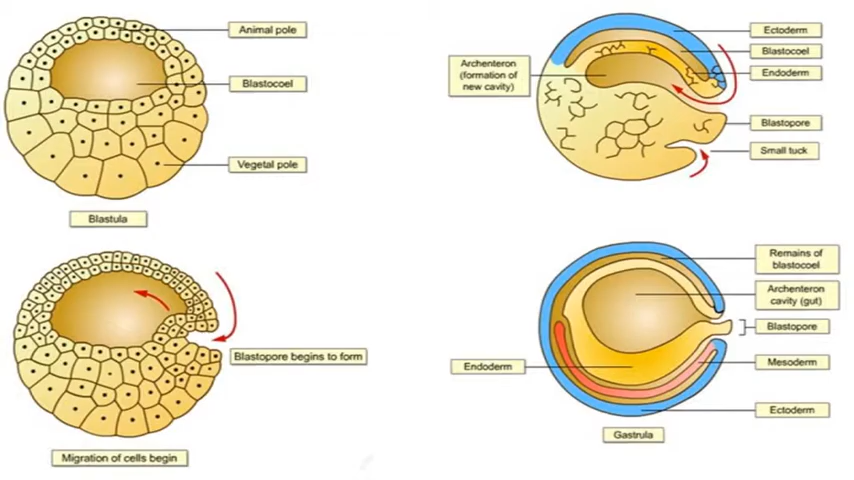 Animal pole
Blastocoel
Vegetal pole
Blastula
Blastopore begins to form
Migration of cells begin
Ectoderm
Blastocoel
Archenteron
(formation of
new cavity)
Endoderm
Blastopore
Small tuck
Remains of
blastocoel
Archenteron
cavity (gut)
Blastopore
Endoderm
Mesoderm
Ectoderm
Gastrula